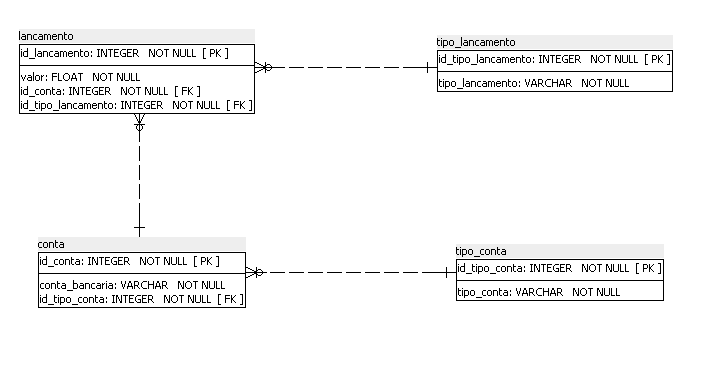 lancamento
id_lancamento: INTEGER NOT NULL [ PK ]
valor: FLOAT NOT NULL
id_conta: INTEGER NOT NULL [ FK ]
id_tipo_lancamento: INTEGER NOT NULL [ FK ]
tipo_lancamento
id_tipo_lancamento: INTEGER NOT NULL [ PK ]
tipo_lancamento: VARCHAR NOT NULL
conta
id_conta: INTEGER NOT NULL [ PK ]
conta_bancaria: VARCHAR NOT NULL
id_tipo_conta: INTEGER NOT NULL [ FK ]
tipo_conta
id_tipo_conta: INTEGER NOT NULL [ PK ]
tipo_conta: VARCHAR NOT NULL